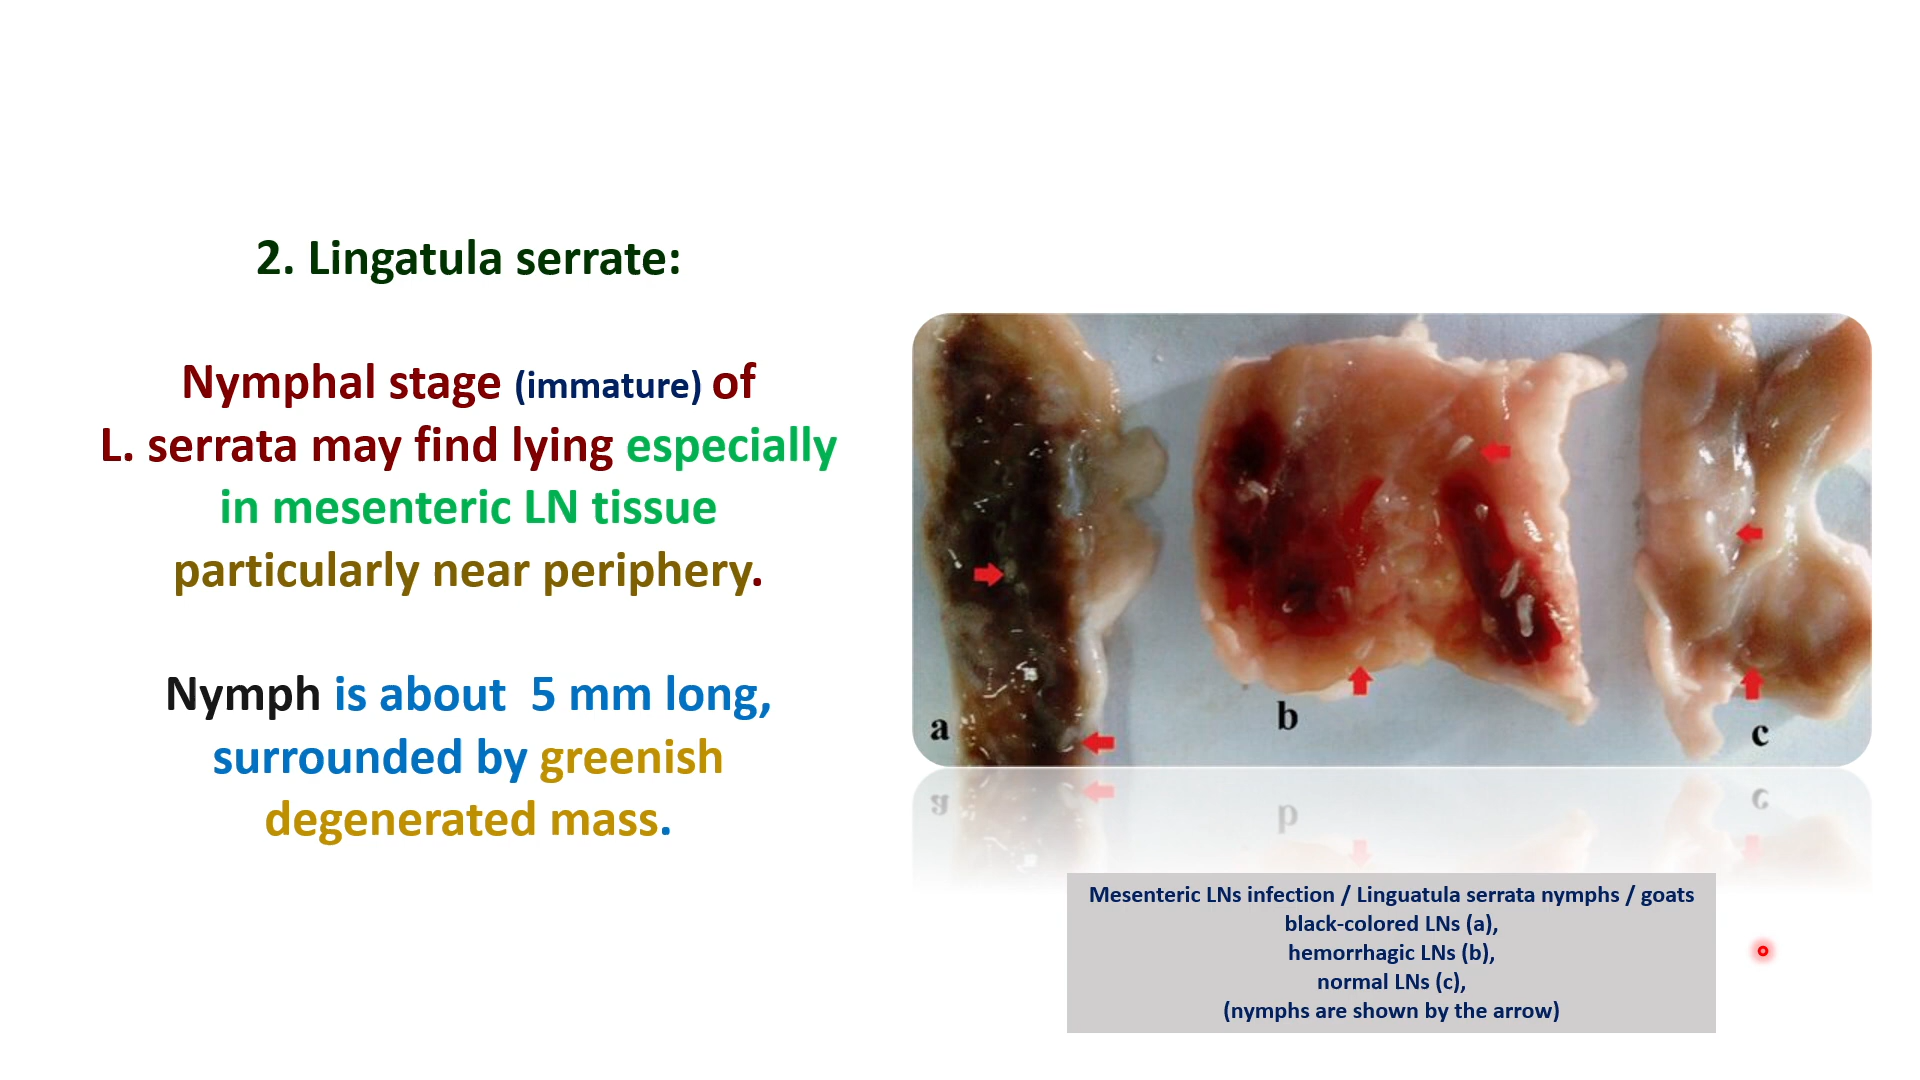 2. Lingatula serrate:
Nymphal stage (immature) of
L. serrata may find lying especially
in mesenteric LN tissue
particularly near periphery.
Nymph is about  5 mm long,
surrounded by greenish
degenerated mass.
a
b
c
Mesenteric LNs infection / Linguatula serrata nymphs / goats
black-colored LNs (a),
hemorrhagic LNs (b),
normal LNs (c),
(nymphs are shown by the arrow)